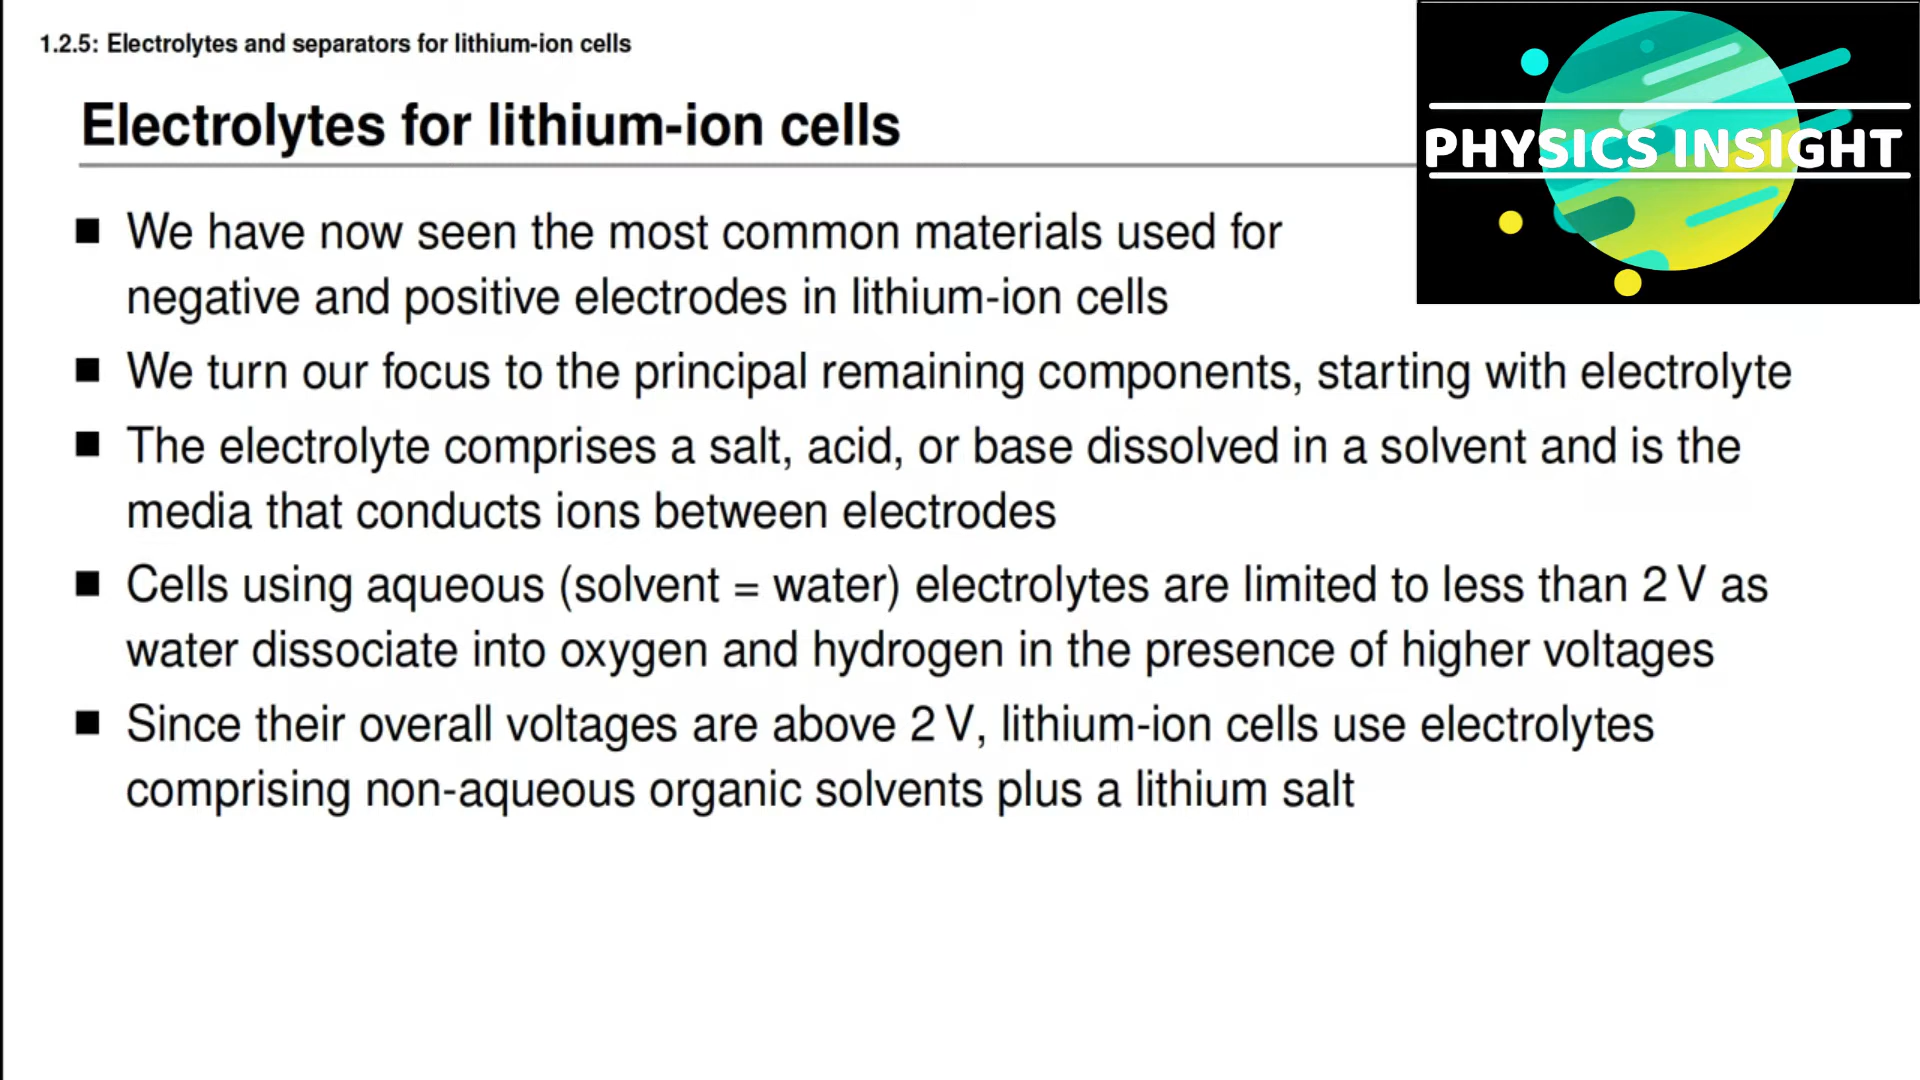 1.2.5: Electrolytes and separators for lithium-ion cells
Electrolytes for lithium-ion cells
PHYSICS INSIGHT
■ We have now seen the most common materials used for
negative and positive electrodes in lithium-ion cells
■ We turn our focus to the principal remaining components, starting with electrolyte
■ The electrolyte comprises a salt, acid, or base dissolved in a solvent and is the
media that conducts ions between electrodes
■ Cells using aqueous (solvent = water) electrolytes are limited to less than 2 V as
water dissociate into oxygen and hydrogen in the presence of higher voltages
■ Since their overall voltages are above 2 V, lithium-ion cells use electrolytes
comprising non-aqueous organic solvents plus a lithium salt